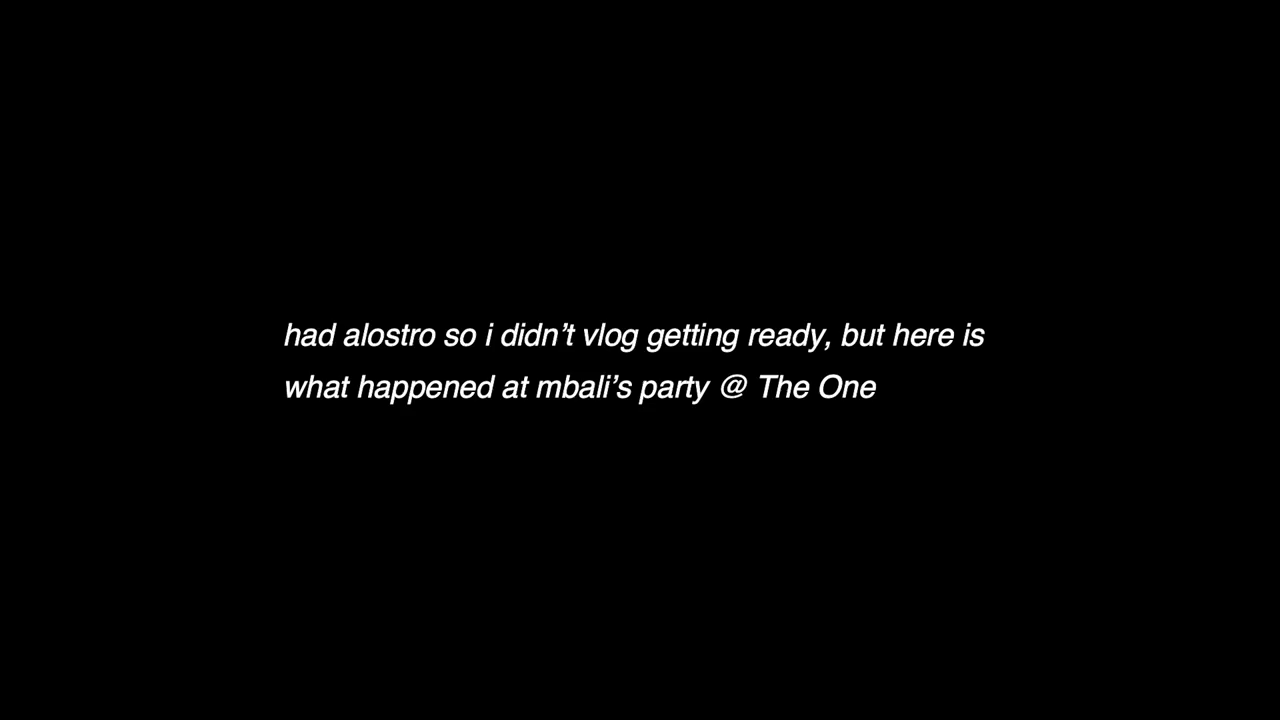 had alostro so i didn’t vlog getting ready, but here is
what happened at mbali’s party @ The One